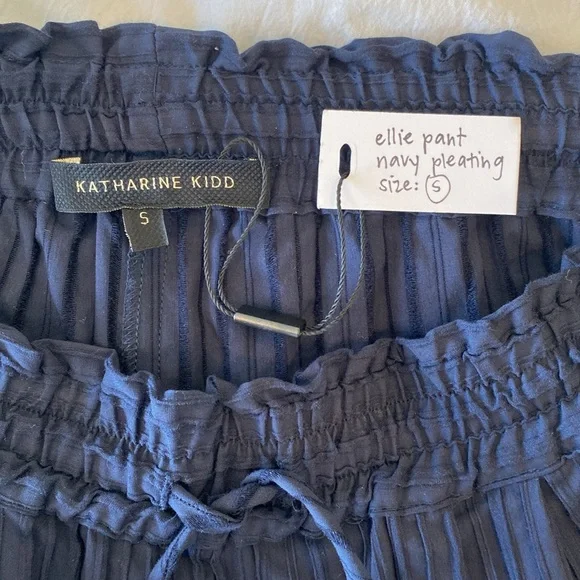 KATHARINE KIDD
S
ellie pant
navy pleating
size: S